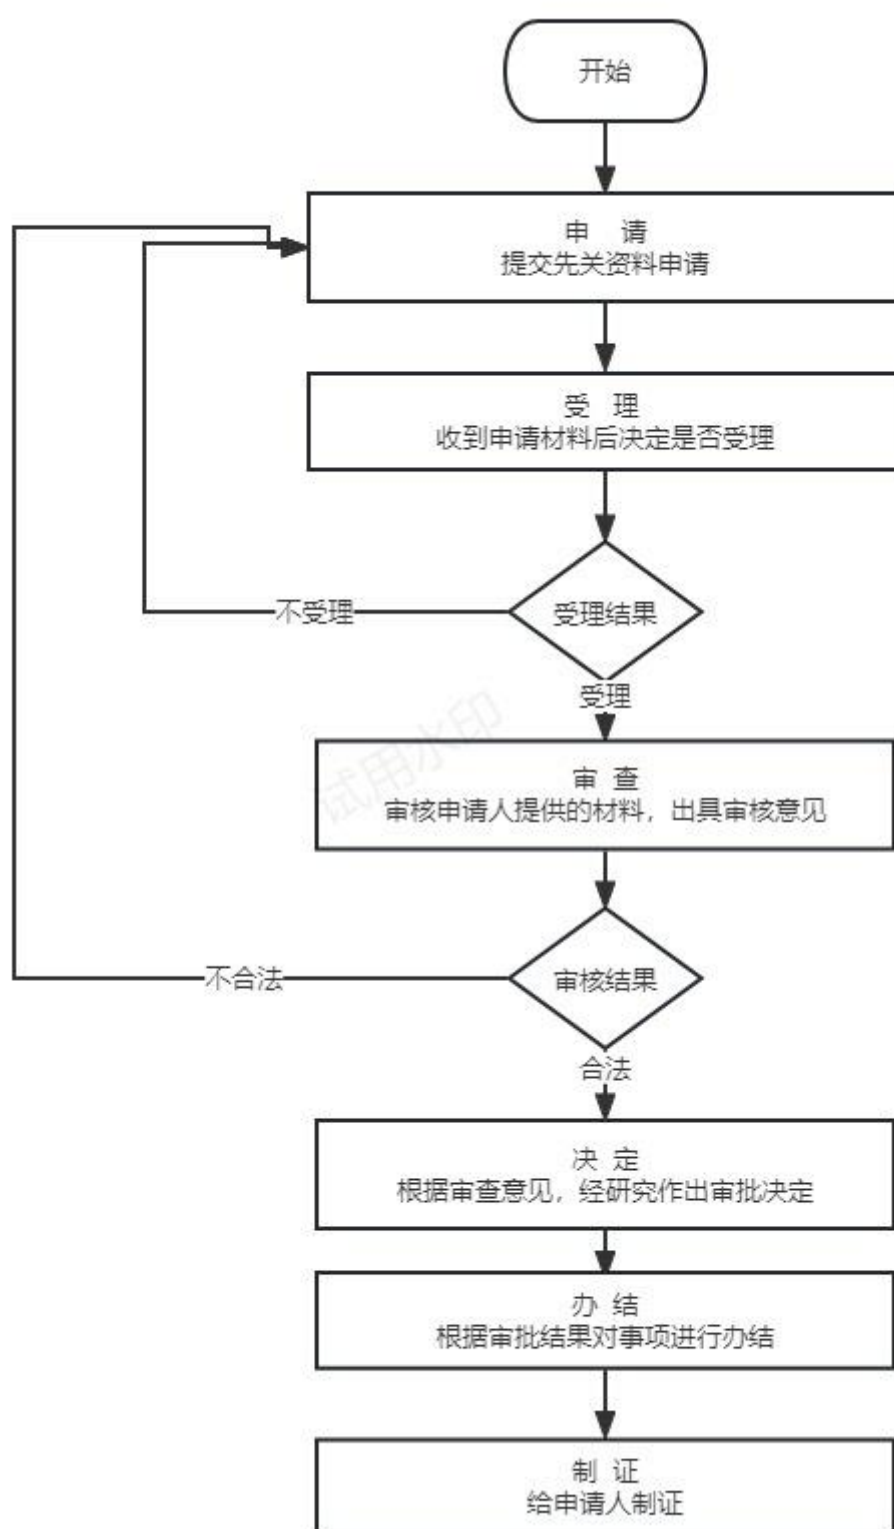 开始
申 请
提交先关资料申请
受 理
收到申请材料后决定是否受理
受理结果
不受理
受理
试用水印
审 查
审核申请人提供的材料，出具审核意见
审核结果
不合法
合法
决 定
根据审查意见，经研究作出审批决定
办 结
根据审批结果对事项进行办结
制 证
给申请人制证